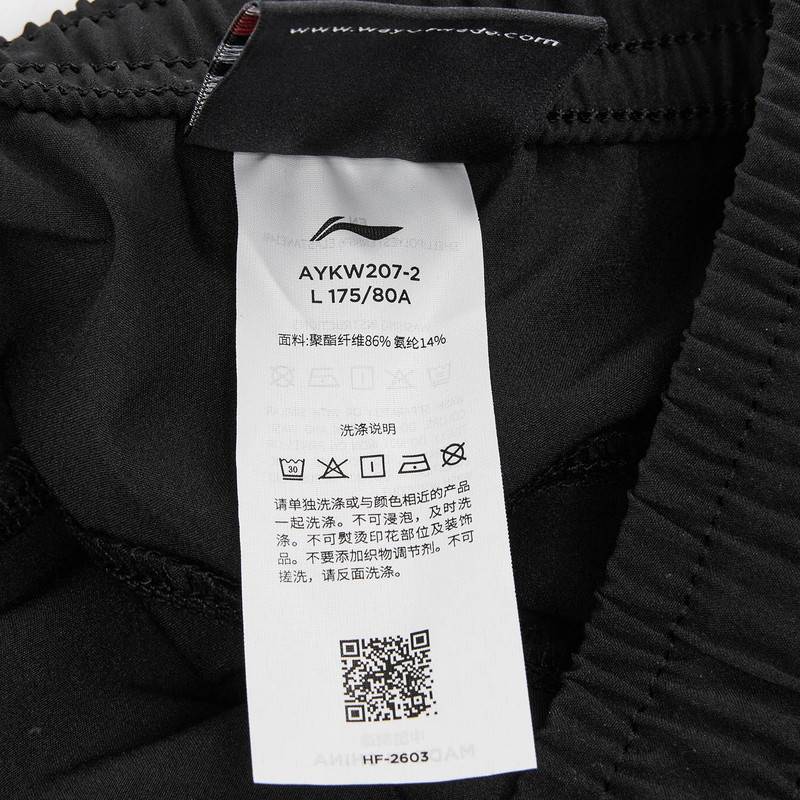 www.wayofwade.com
AYKW207-2
L 175/80A
面料:聚酯纤维86% 氨纶14%
洗涤说明
30
请单独洗涤或与颜色相近的产品
一起洗涤。不可浸泡，及时洗
涤。不可熨烫印花部位及装饰
品。不要添加织物调节剂。不可
搓洗，请反面洗涤。
HF-2603